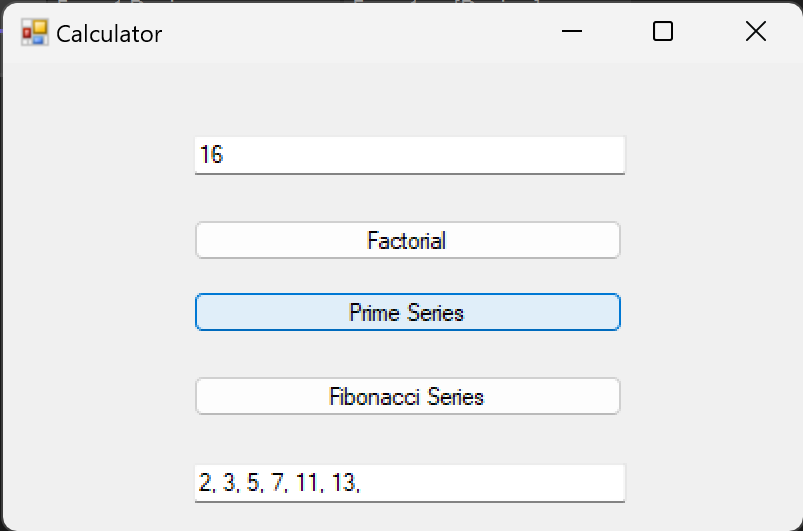 Calculator
16
Factorial
Prime Series
Fibonacci Series
2, 3, 5, 7, 11, 13,